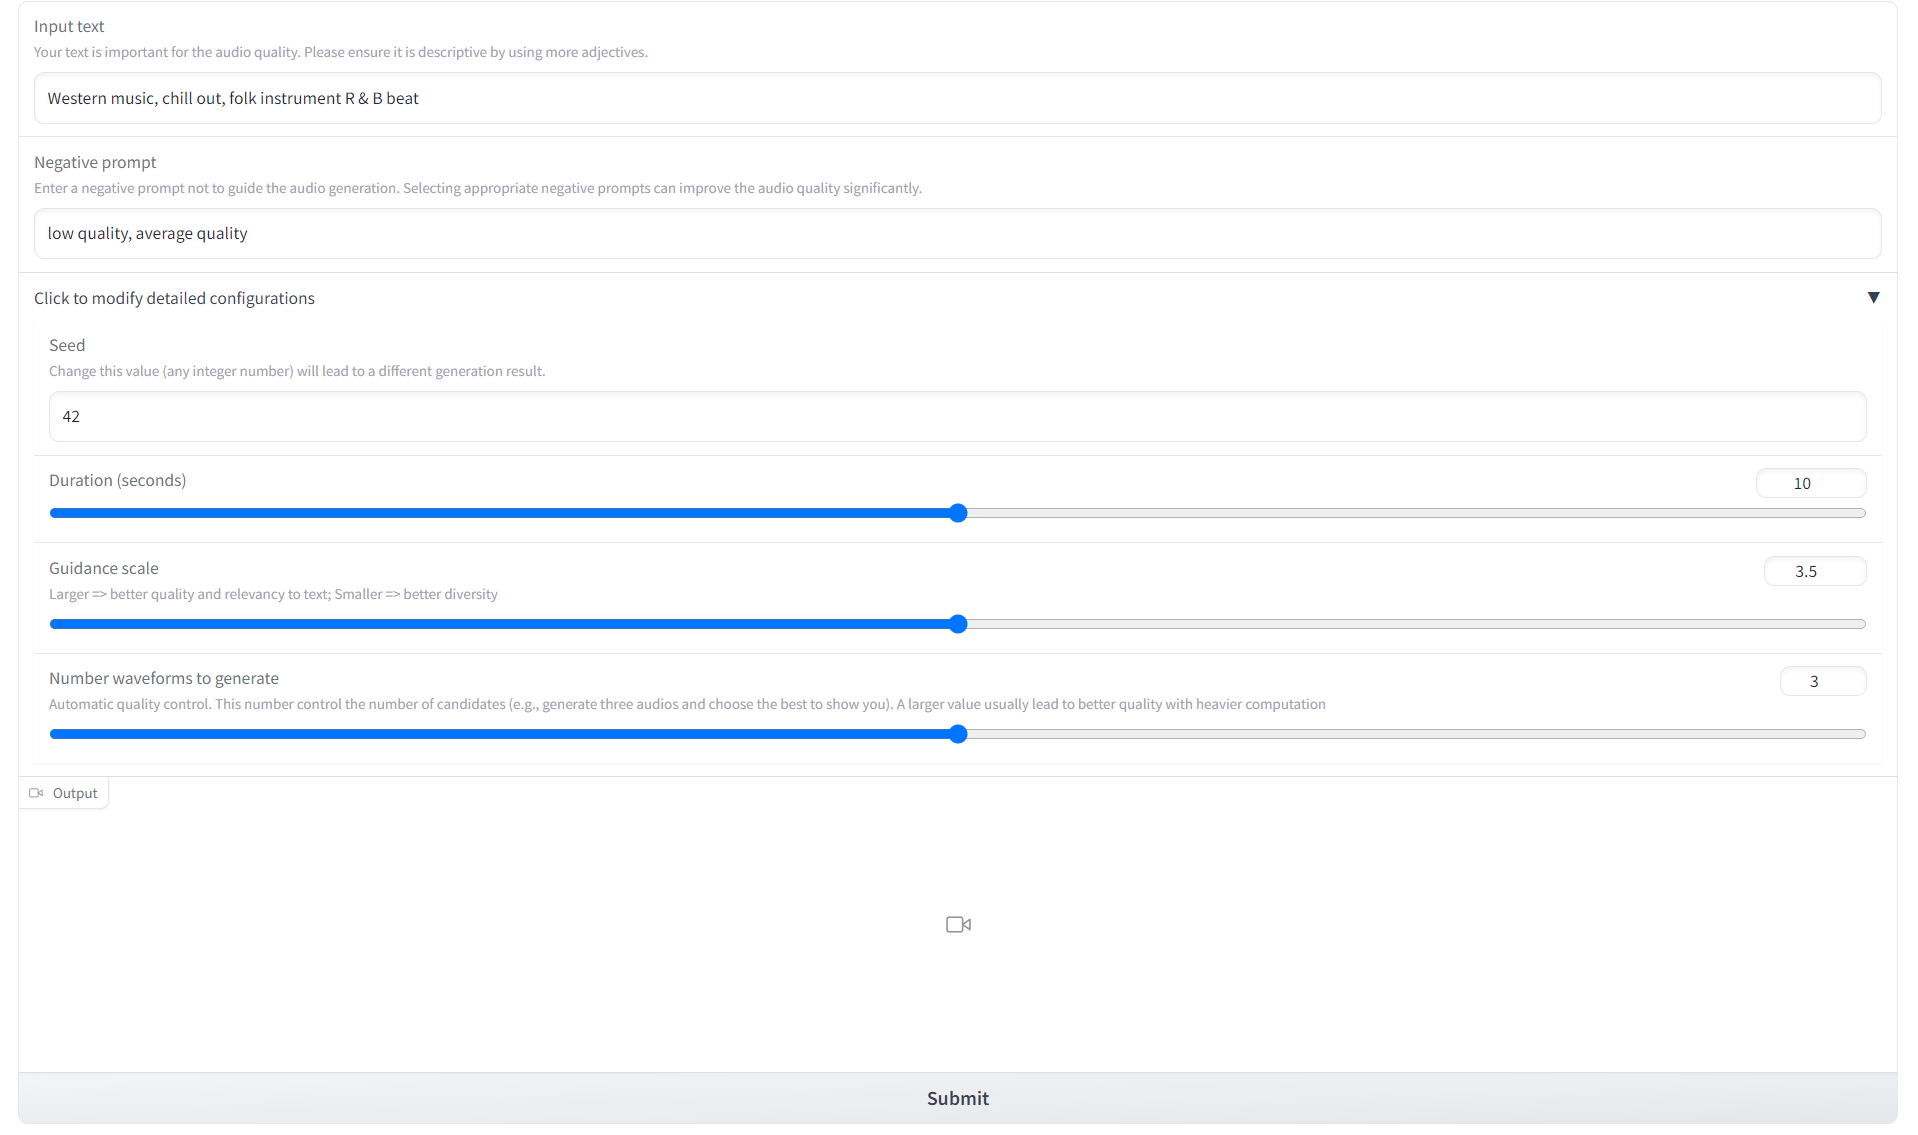 Input text
Your text is important for the audio quality. Please ensure it is descriptive by using more adjectives.
Western music, chill out, folk instrument R & B beat
Negative prompt
Enter a negative prompt not to guide the audio generation. Selecting appropriate negative prompts can improve the audio quality significantly.
low quality, average quality
Click to modify detailed configurations
▼
Seed
Change this value (any integer number) will lead to a different generation result.
42
Duration (seconds)
10
Guidance scale
3.5
Larger => better quality and relevancy to text; Smaller => better diversity
Number waveforms to generate
3
Automatic quality control. This number control the number of candidates (e.g., generate three audios and choose the best to show you). A larger value usually lead to better quality with heavier computation
Output
Submit